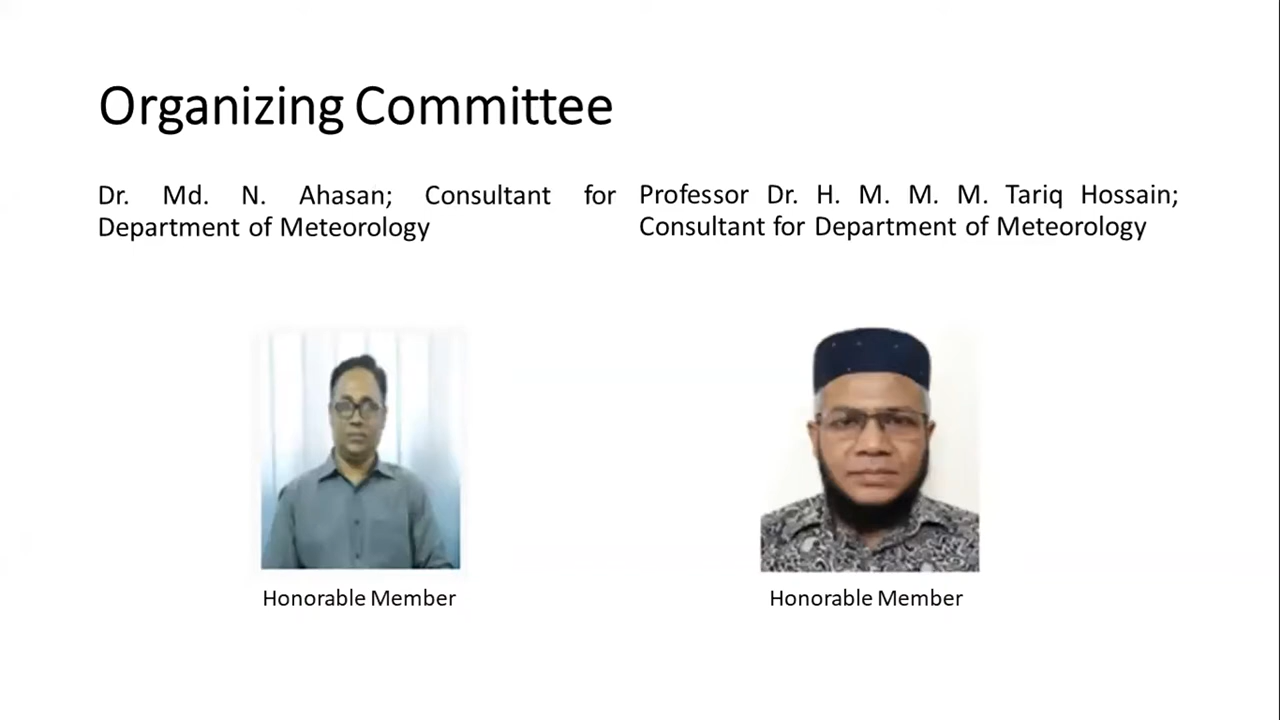 Organizing Committee
Dr. Md. N. Ahasan; Consultant for
Department of Meteorology
Professor Dr. H. M. M. M. Tariq Hossain;
Consultant for Department of Meteorology
Honorable Member
Honorable Member